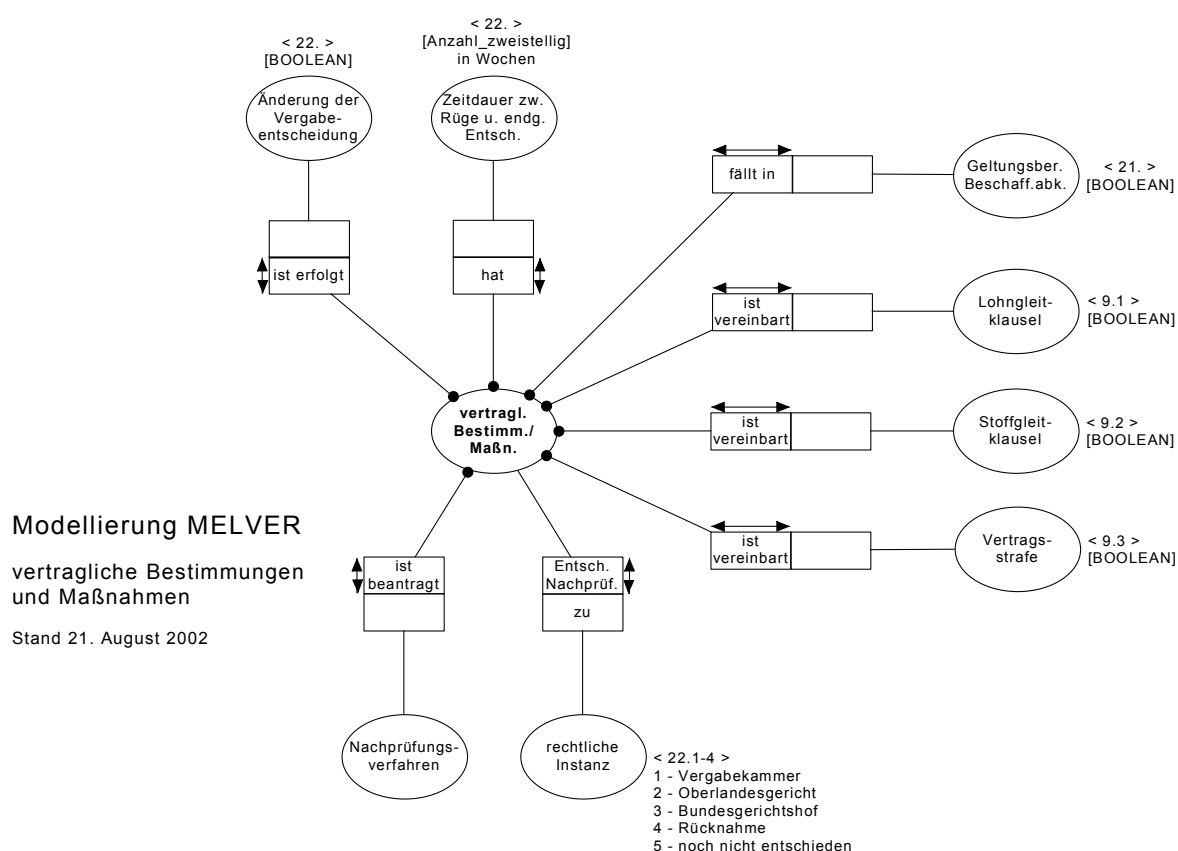 < 22. >
[BOOLEAN]
Änderung der
Vergabe-
entscheidung
ist erfolgt
< 22. >
[Anzahl_zweistellig]
in Wochen
Zeitdauer zw.
Rüge u. endg.
Entsch.
hat
fällt in
Geltungsber.
Beschaff.abk.
< 21. >
[BOOLEAN]
ist
vereinbart
Lohngleit-
klausel
< 9.1 >
[BOOLEAN]
vertragl.
Bestimm./
Maßn.
ist
vereinbart
Stoffgleit-
klausel
< 9.2 >
[BOOLEAN]
ist
vereinbart
Vertrags-
strafe
< 9.3 >
[BOOLEAN]
Modellierung MELVER
vertragliche Bestimmungen
und Maßnahmen
Stand 21. August 2002
ist
beantragt
Nachprüfungs-
verfahren
Entsch.
Nachprüf.
zu
rechtliche
Instanz
< 22.1-4 >
1 - Vergabekammer
2 - Oberlandesgericht
3 - Bundesgerichtshof
4 - Rücknahme
5 - noch nicht entschieden